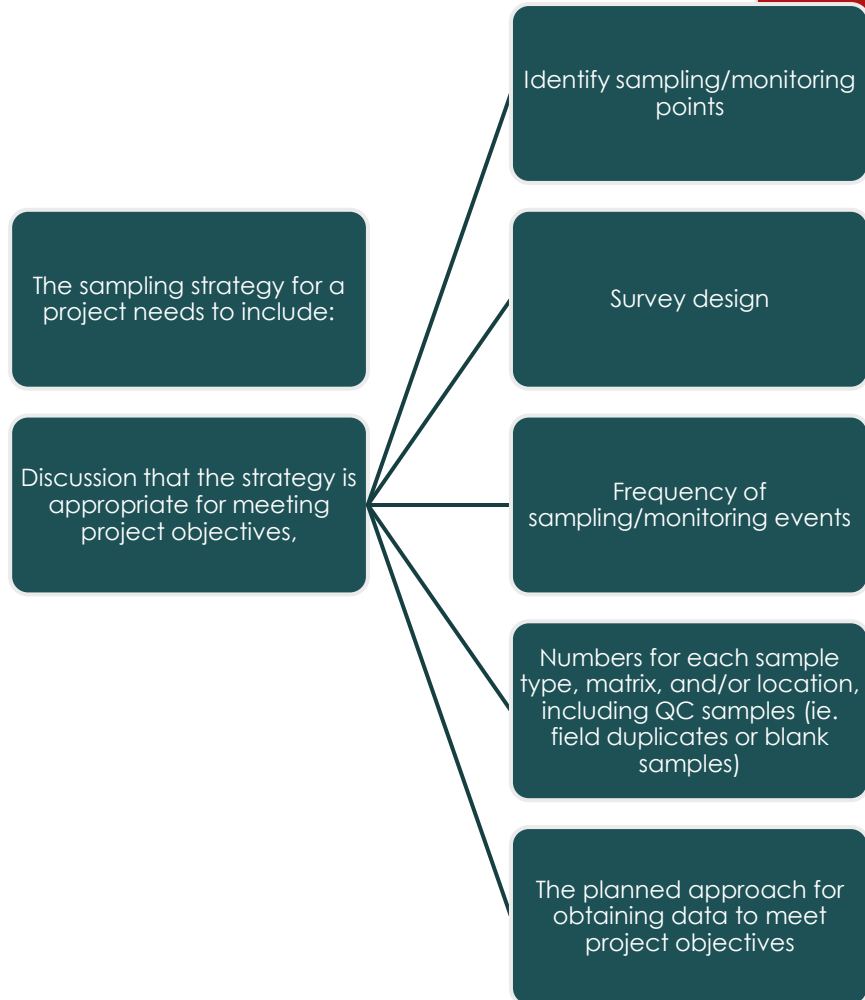 The sampling strategy for a
project needs to include:
Discussion that the strategy is
appropriate for meeting
project objectives,
Identify sampling/monitoring
points
Survey design
Frequency of
sampling/monitoring events
Numbers for each sample
type, matrix, and/or location,
including QC samples (ie.
field duplicates or blank
samples)
The planned approach for
obtaining data to meet
project objectives